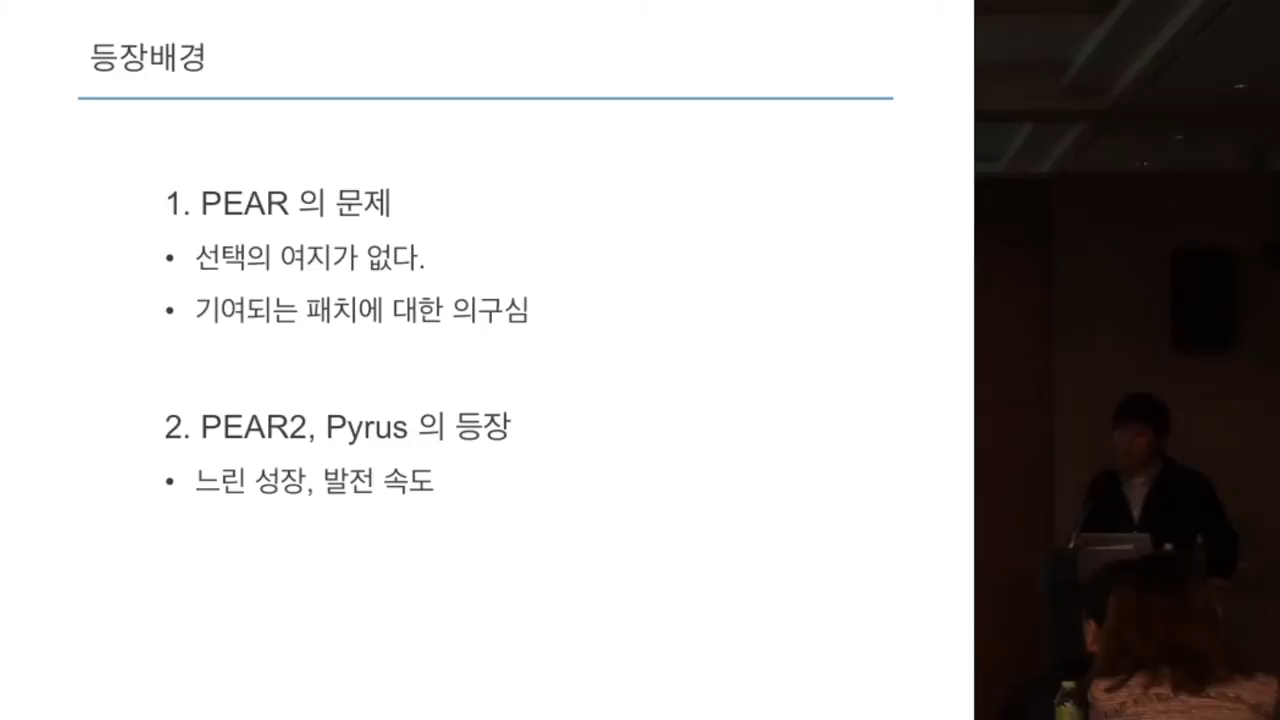 등장배경
1. PEAR 의 문제
• 선택의 여지가 없다.
• 기여되는 패치에 대한 의구심
2. PEAR2, Pyrus 의 등장
• 느린 성장, 발전 속도